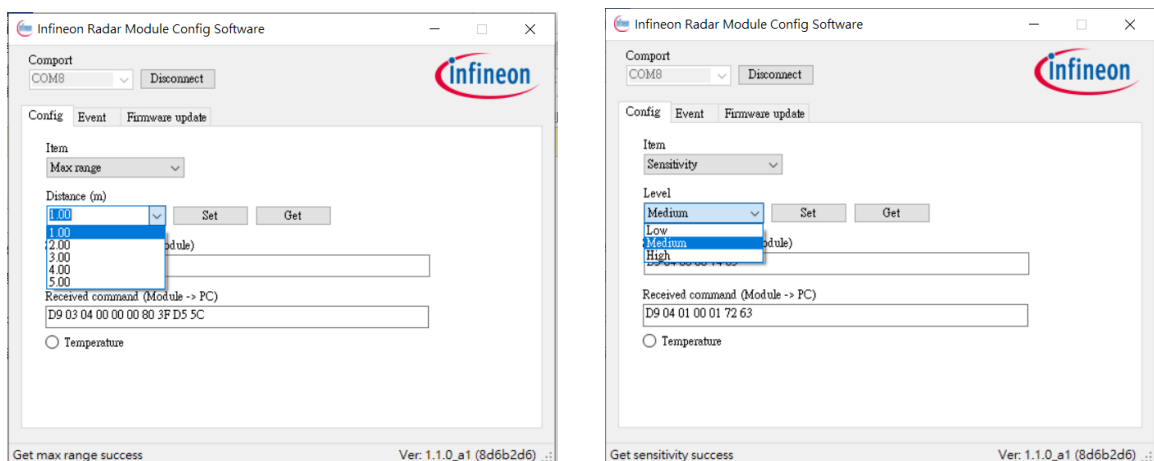 Infineon Radar Module Config Software
Comport
COM8
Disconnect
infineon
Config
Event
Firmware update
Item
Max range
Distance (m)
1.00
Set
Get
1.00
2.00
3.00
4.00
5.00
dule)
Received command (Module -> PC)
D9 03 04 00 00 00 80 3F D5 5C
Temperature
Get max range success
Ver: 1.1.0_a1 (8d6b2d6)
Infineon Radar Module Config Software
Comport
COM8
Disconnect
infineon
Config
Event
Firmware update
Item
Sensitivity
Level
Medium
Set
Get
Low
Medium
High
dule)
Received command (Module -> PC)
D9 04 01 00 01 72 63
Temperature
Get sensitivity success
Ver: 1.1.0_a1 (8d6b2d6)